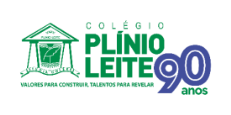 COLÉGIO
PLÍNIO
LEITE 90
anos
VALORES PARA CONSTRUIR, TALENTOS PARA REVELAR